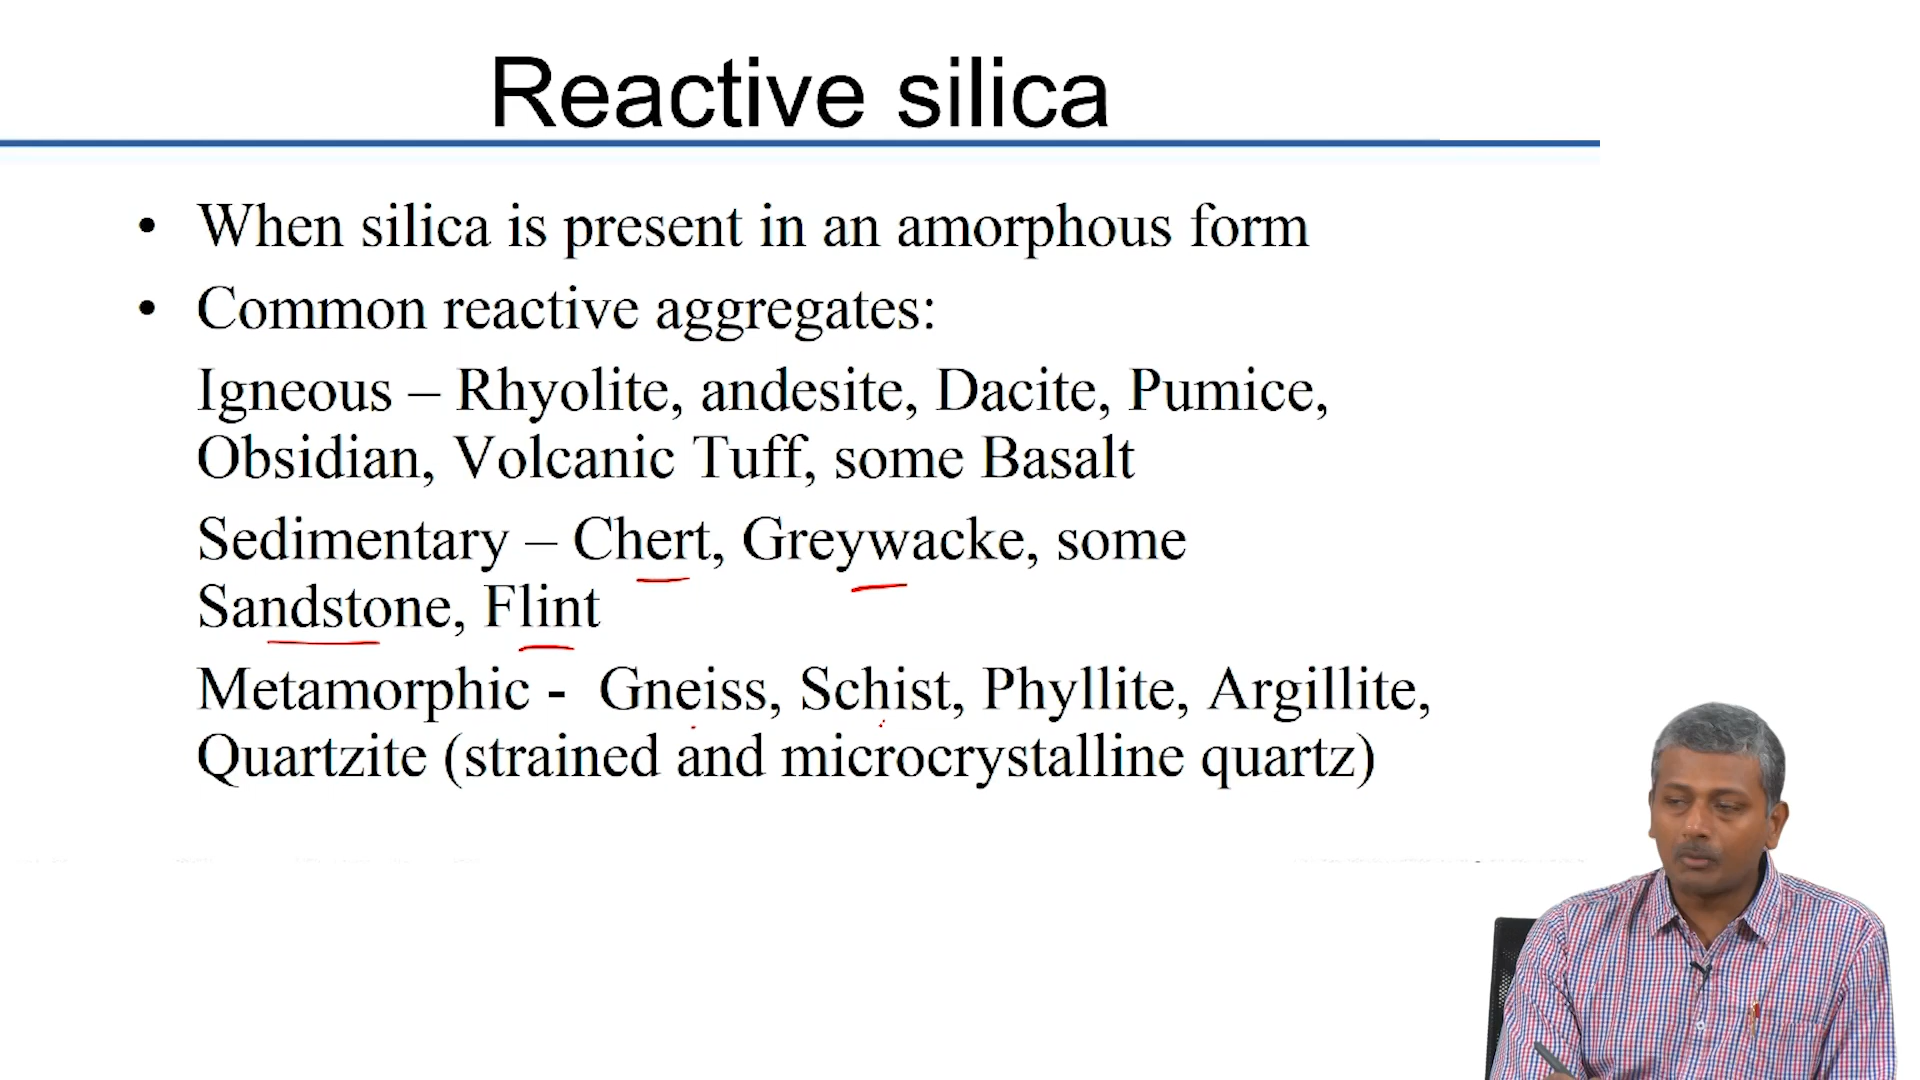 Reactive silica
• When silica is present in an amorphous form
• Common reactive aggregates:
Igneous – Rhyolite, andesite, Dacite, Pumice,
Obsidian, Volcanic Tuff, some Basalt
Sedimentary – Chert, Greywacke, some
Sandstone, Flint
Metamorphic - Gneiss, Schist, Phyllite, Argillite,
Quartzite (strained and microcrystalline quartz)